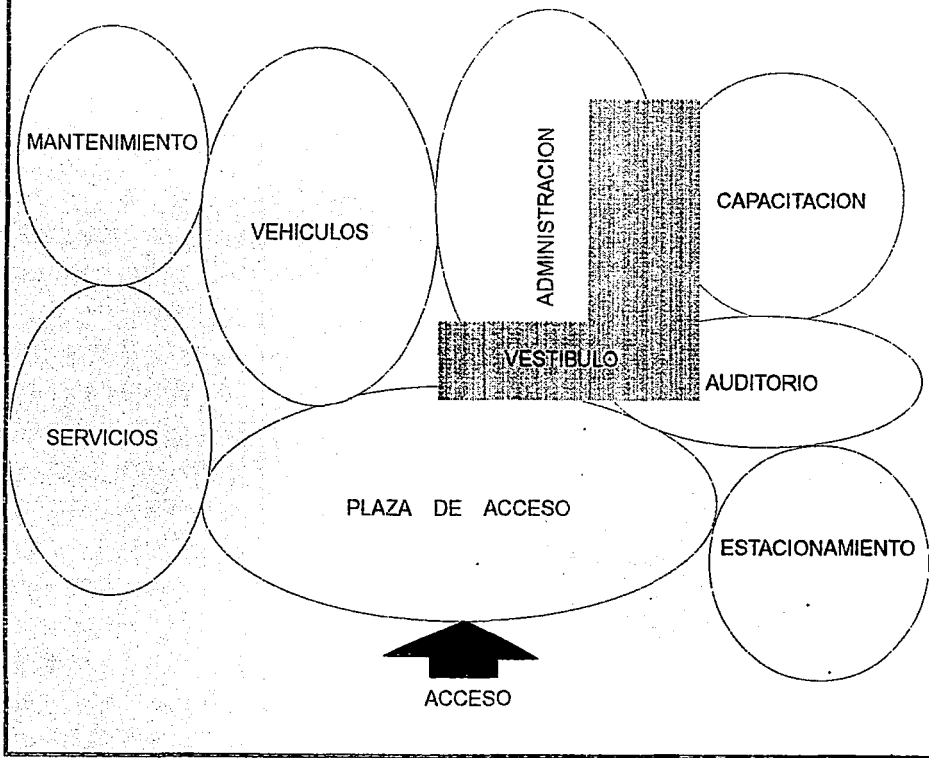 MANTENIMIENTO
VEHICULOS
ADMINISTRACION
CAPACITACION
VESTIBULO
AUDITORIO
SERVICIOS
PLAZA DE ACCESO
ESTACIONAMIENTO
ACCESO